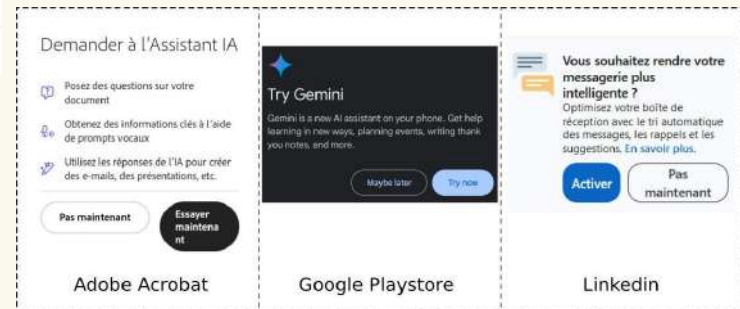 Demander à l'Assistant IA
Posez des questions sur votre
document
Obtenez des informations clés à l'aide
de prompts vocaux
Utilisez les réponses de l'IA pour créer
des e-mails, des présentations, etc.
Pas maintenant
Essayer
maintena
nt
Adobe Acrobat
Try Gemini
Gemini is a new AI assistant on your phone. Get help
learning in new ways, planning events, writing thank
you notes, and more.
Maybe later
Try now
Google Playstore
Vous souhaitez rendre votre
messagerie plus
intelligente ?
Optimisez votre boîte de
réception avec le tri automatique
des messages, les rappels et les
suggestions. En savoir plus.
Activer
Pas
maintenant
Linkedin